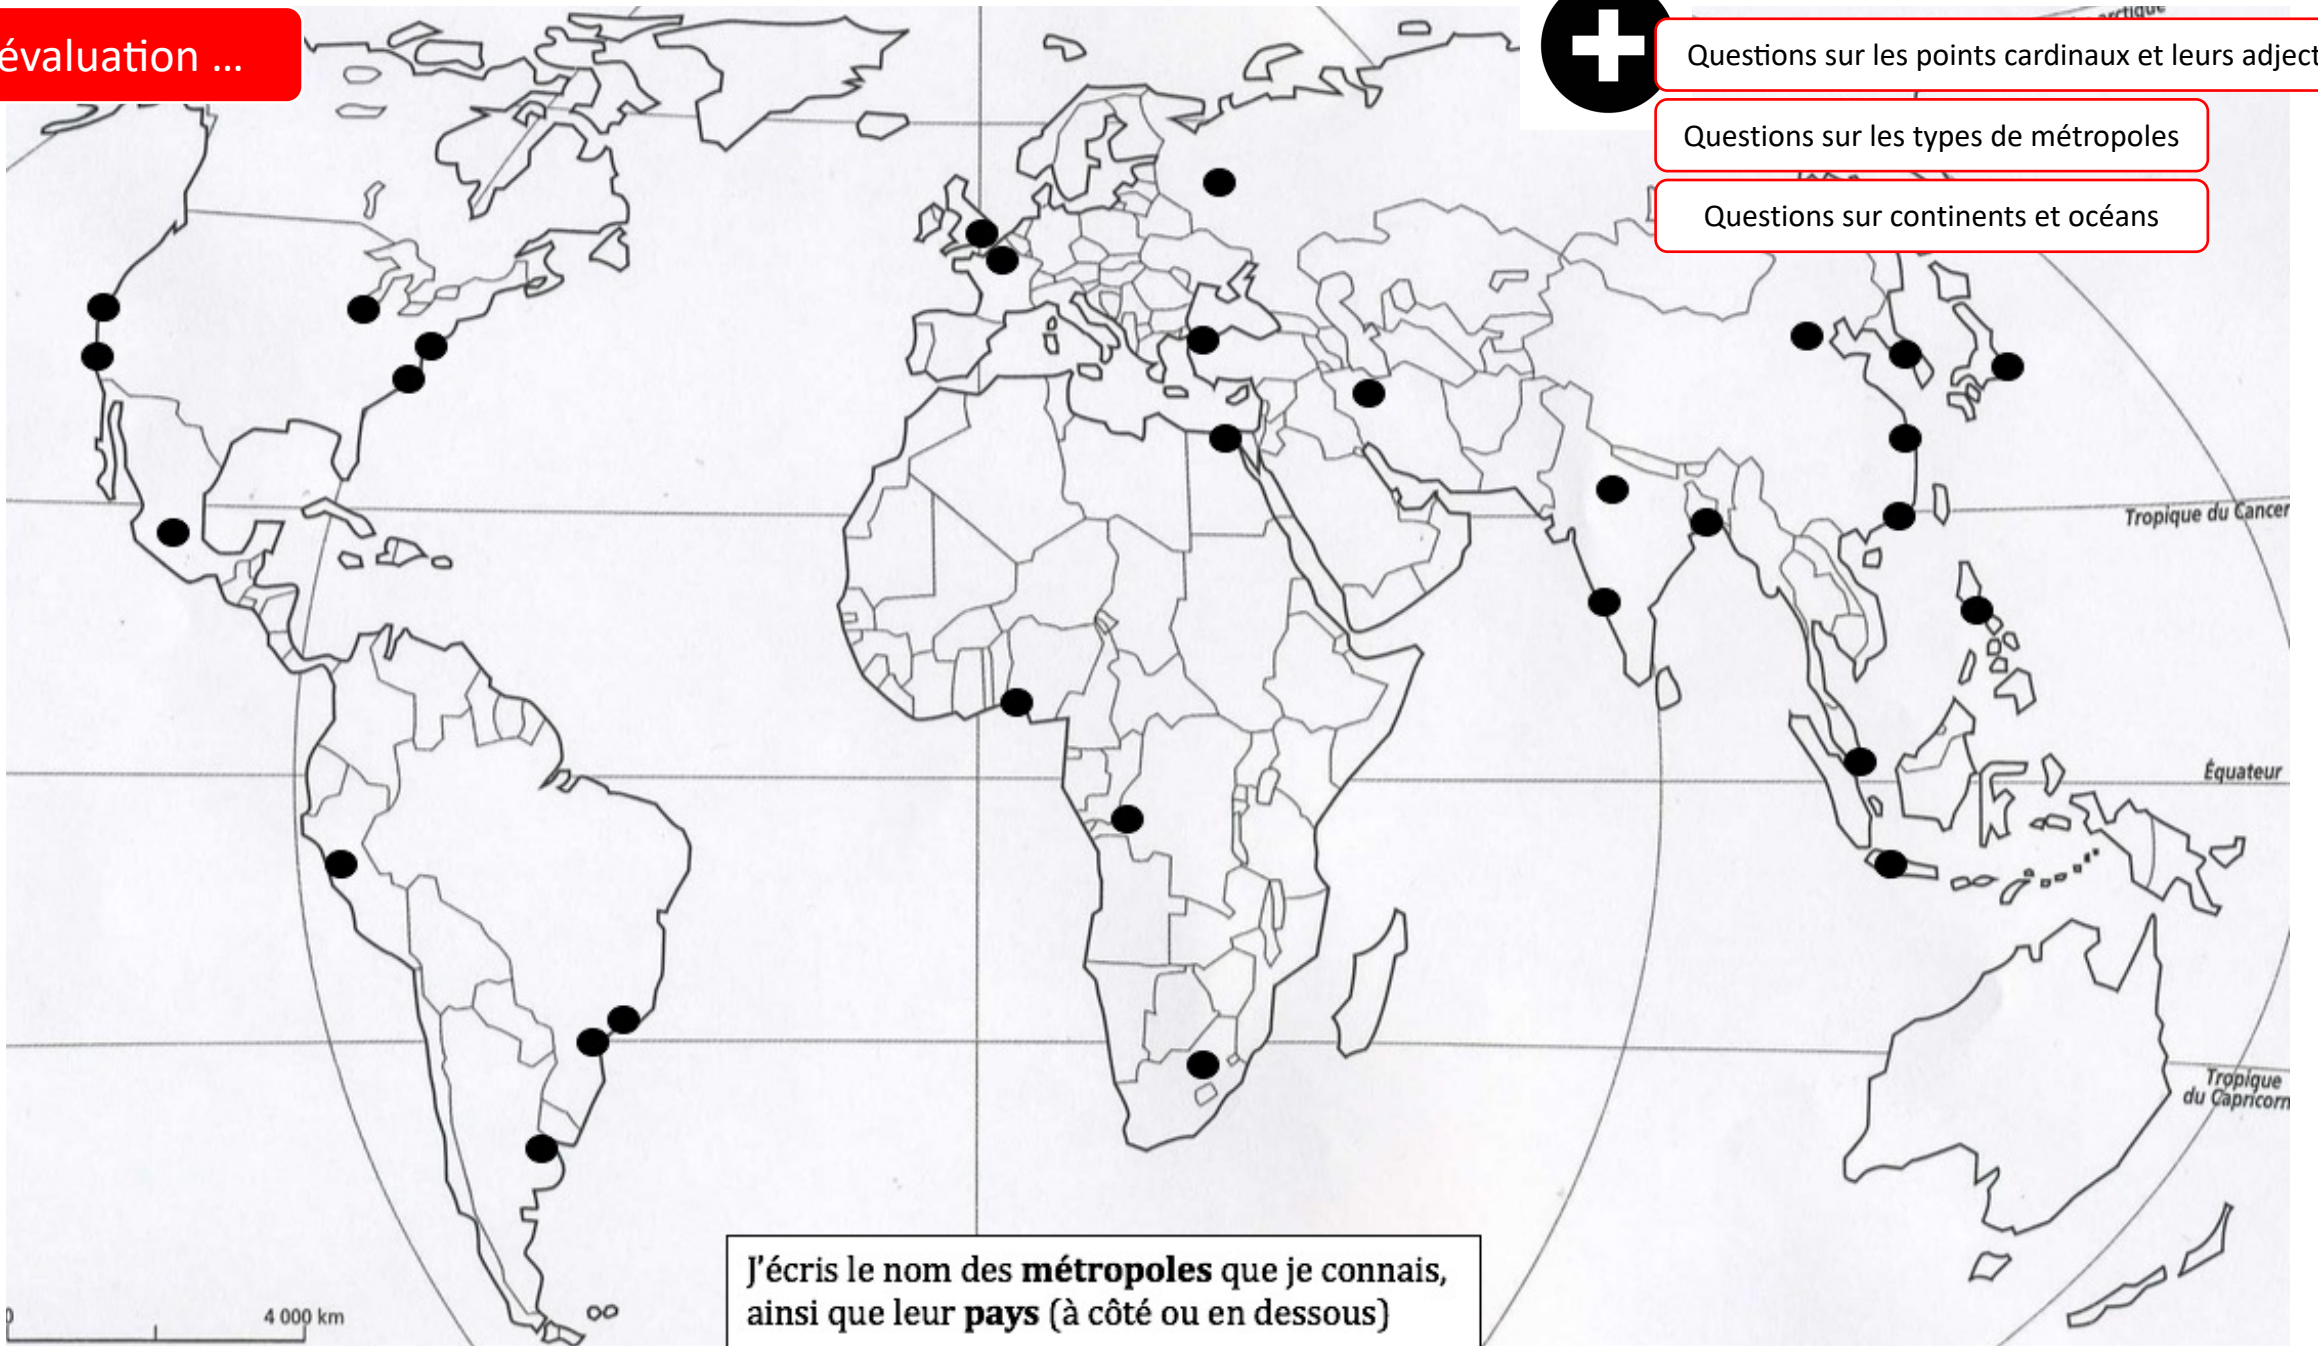 évaluation ...
Questions sur les points cardinaux et leurs
Questions sur les types de métropoles
Questions sur continents et océans
Tropique du Cancer
Équateur
Tropique
du Capricorn
J'écris le nom des métropoles que je connais,
ainsi que leur pays (à côté ou en dessous)
0 4 000 km